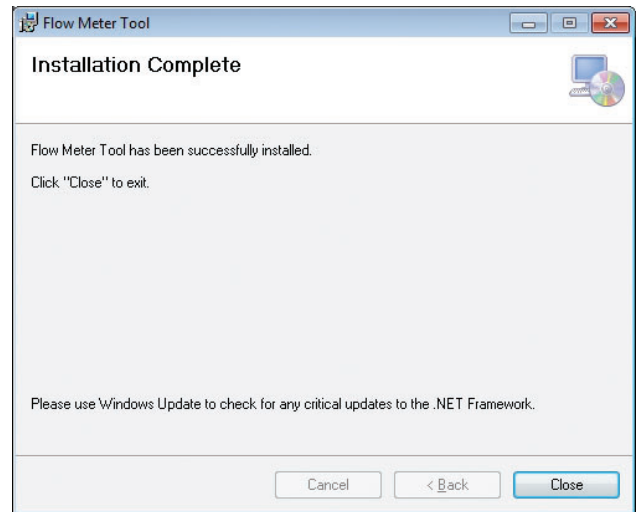 Flow Meter Tool
Installation Complete
Flow Meter Tool has been successfully installed.
Click "Close" to exit.
Please use Windows Update to check for any critical updates to the .NET Framework.
Cancel
< Back
Close